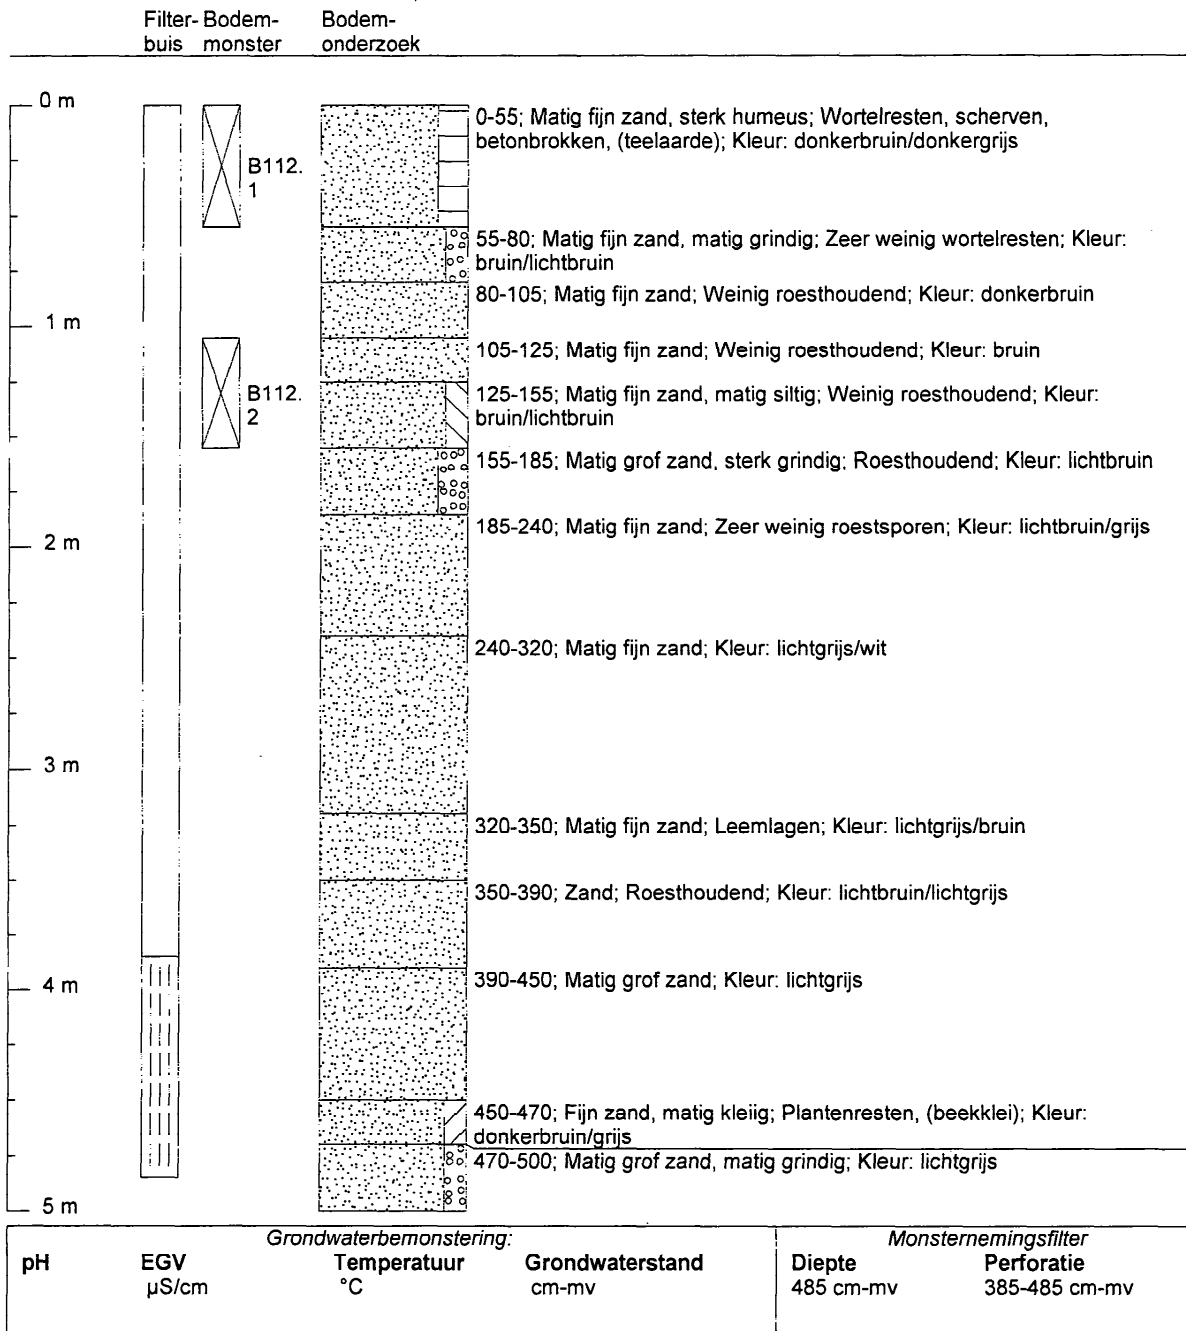 Filter- Bodem- Bodem-
buis monster onderzoek
0 m
0-55; Matig fijn zand, sterk humeus; Wortelresten, scherven,
betonbrokken, (teelaarde); Kleur: donkerbruin/donkergrijs
B112.
1
55-80; Matig fijn zand, matig grindig; Zeer weinig wortelresten; Kleur:
bruin/lichtbruin
80-105; Matig fijn zand; Weinig roesthoudend; Kleur: donkerbruin
1 m
105-125; Matig fijn zand; Weinig roesthoudend; Kleur: bruin
B112.
2
125-155; Matig fijn zand, matig siltig; Weinig roesthoudend; Kleur:
bruin/lichtbruin
155-185; Matig grof zand, sterk grindig; Roesthoudend; Kleur: lichtbruin
185-240; Matig fijn zand; Zeer weinig roestsporen; Kleur: lichtbruin/grijs
2 m
240-320; Matig fijn zand; Kleur: lichtgrijs/wit
3 m
320-350; Matig fijn zand; Leemlagen; Kleur: lichtgrijs/bruin
350-390; Zand; Roesthoudend; Kleur: lichtbruin/lichtgrijs
390-450; Matig grof zand; Kleur: lichtgrijs
4 m
450-470; Fijn zand, matig kleiig; Plantenresten, (beekklei); Kleur:
donkerbruin/grijs
470-500; Matig grof zand, matig grindig; Kleur: lichtgrijs
5 m
Grondwaterbemonstering: Monsternemingsfilter
pH EGV Temperatuur Grondwaterstand Diepte Perforatie
µS/cm °C cm-mv 485 cm-mv 385-485 cm-mv